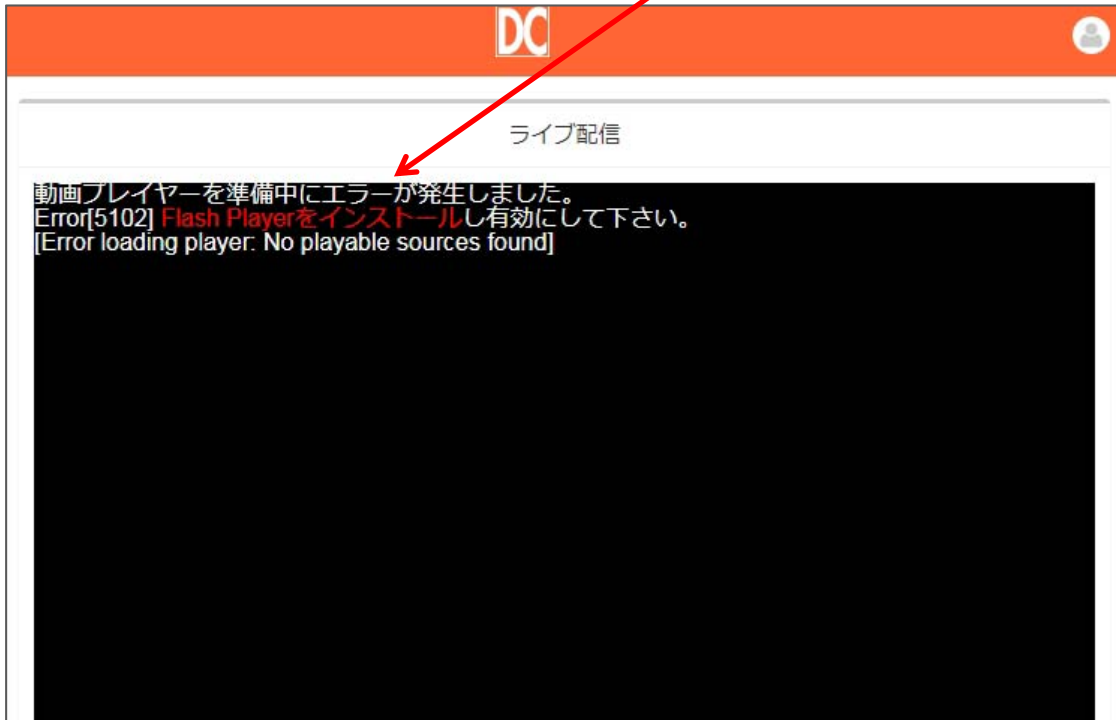 DC
ライブ配信
動画プレイヤーを準備中にエラーが発生しました。
Error[5102] Flash Playerをインストールし有効にして下さい。
[Error loading player: No playable sources found]